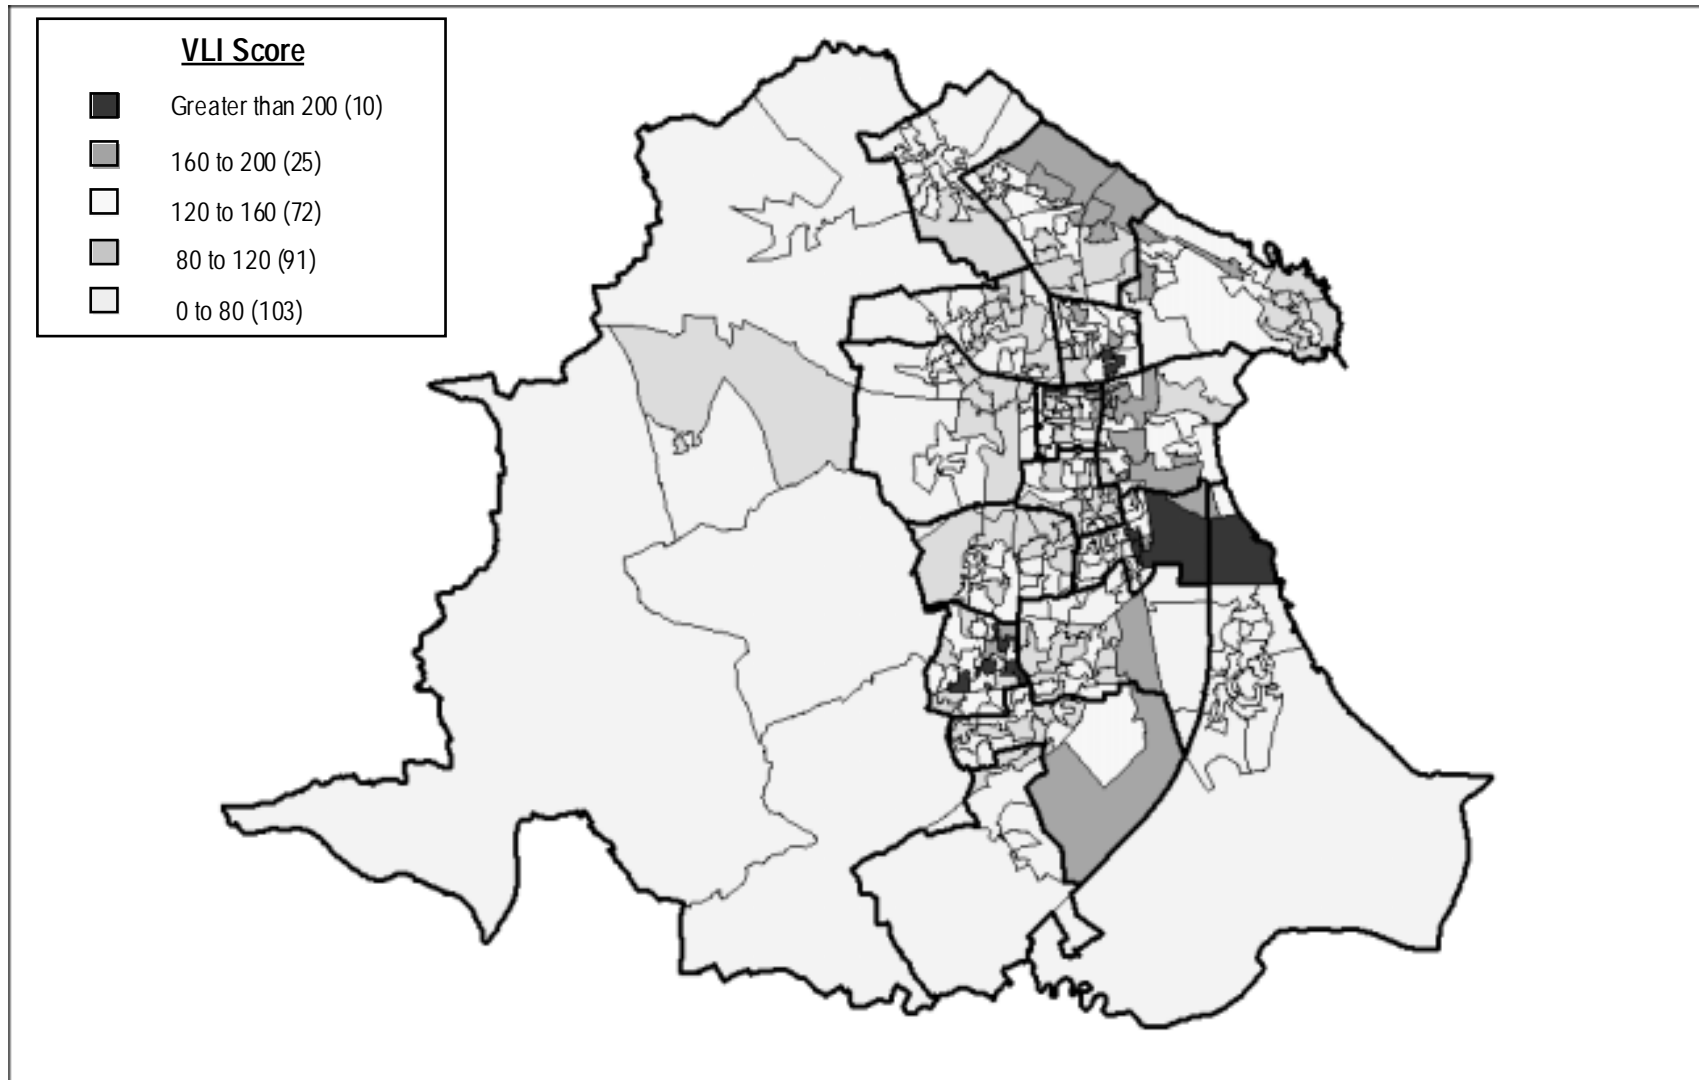 VLI Score
Greater than 200 (10)
160 to 200 (25)
120 to 160 (72)
80 to 120 (91)
0 to 80 (103)